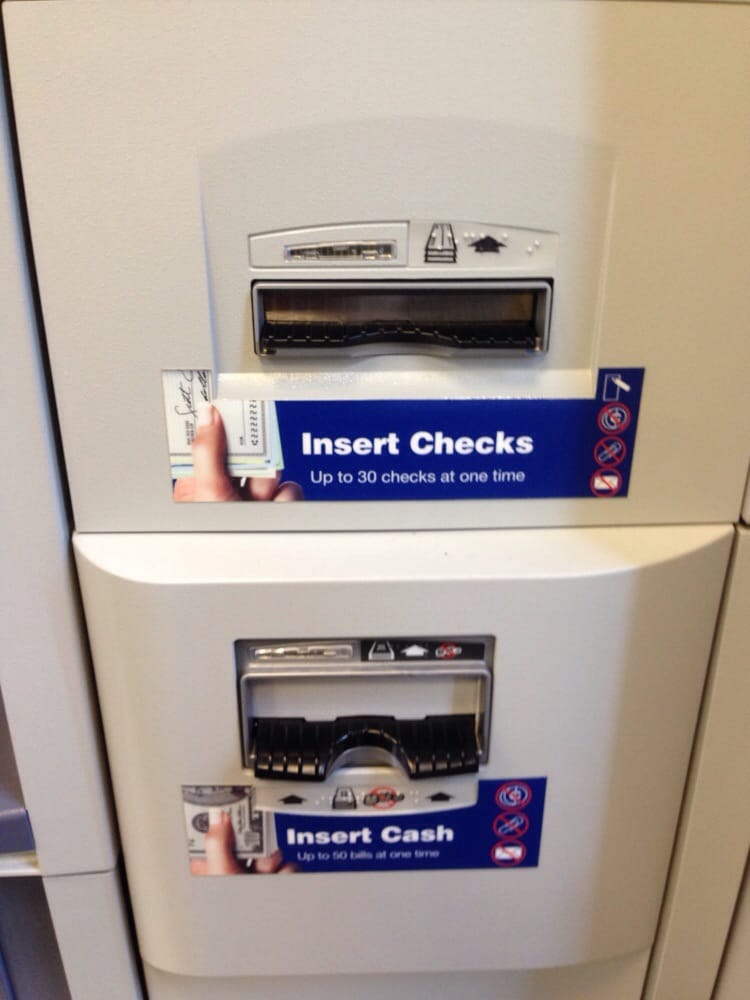 Insert Checks
Up to 30 checks at one time
Insert Cash
Up to 50 bills at one time